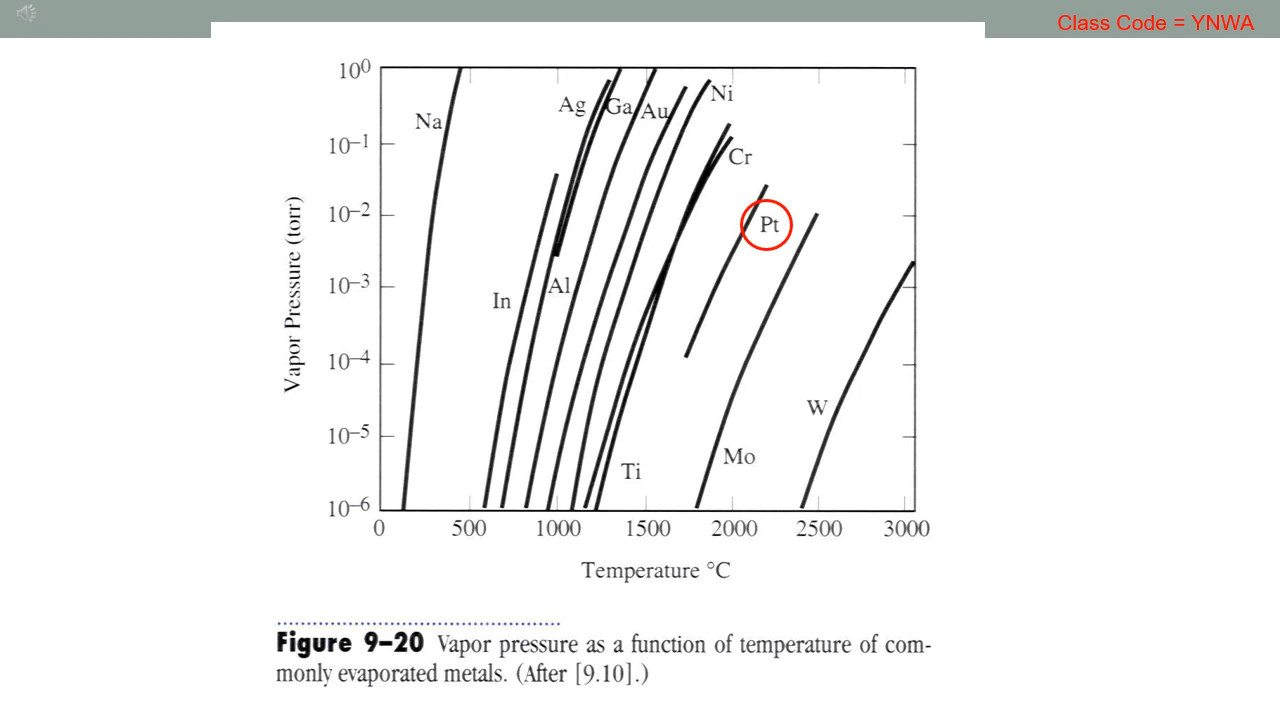 Class Code = YNWA
10⁰
10⁻¹
10⁻²
10⁻³
10⁻⁴
10⁻⁵
10⁻⁶
Vapor Pressure (torr)
Na
Ag
Ga
Au
Ni
Cr
Pt
In
Al
Ti
Mo
W
0 500 1000 1500 2000 2500 3000
Temperature °C
Figure 9–20 Vapor pressure as a function of temperature of com-
monly evaporated metals. (After [9.10].)